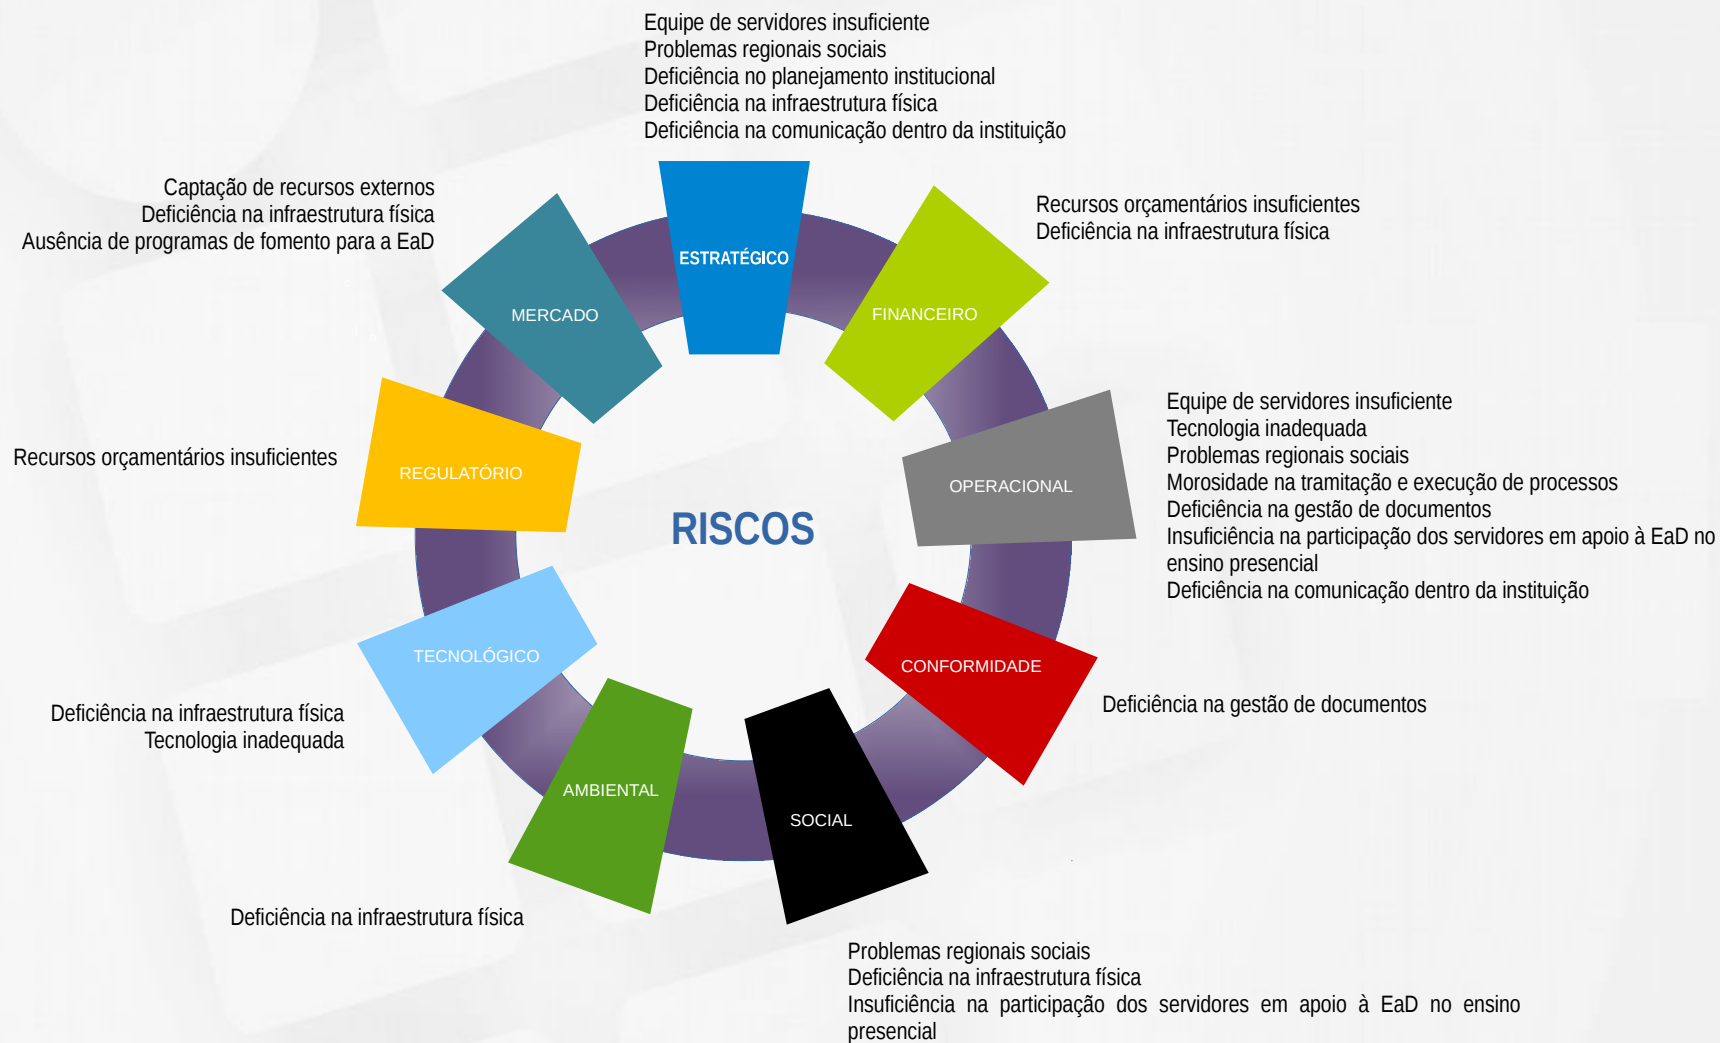 Equipe de servidores insuficiente
Problemas regionais sociais
Deficiência no planejamento institucional
Deficiência na infraestrutura física
Deficiência na comunicação dentro da instituição
Captação de recursos externos
Deficiência na infraestrutura física
Ausência de programas de fomento para a EaD
Recursos orçamentários insuficientes
Deficiência na infraestrutura física
ESTRATÉGICO
MERCADO
FINANCEIRO
Equipe de servidores insuficiente
Tecnologia inadequada
Problemas regionais sociais
Morosidade na tramitação e execução de processos
Deficiência na gestão de documentos
Insuficiência na participação dos servidores em apoio à EaD no
ensino presencial
Deficiência na comunicação dentro da instituição
Recursos orçamentários insuficientes
REGULATÓRIO
OPERACIONAL
RISCOS
TECNOLÓGICO
CONFORMIDADE
Deficiência na infraestrutura física
Tecnologia inadequada
Deficiência na gestão de documentos
AMBIENTAL
SOCIAL
Deficiência na infraestrutura física
Problemas regionais sociais
Deficiência na infraestrutura física
Insuficiência na participação dos servidores em apoio à EaD no ensino
presencial